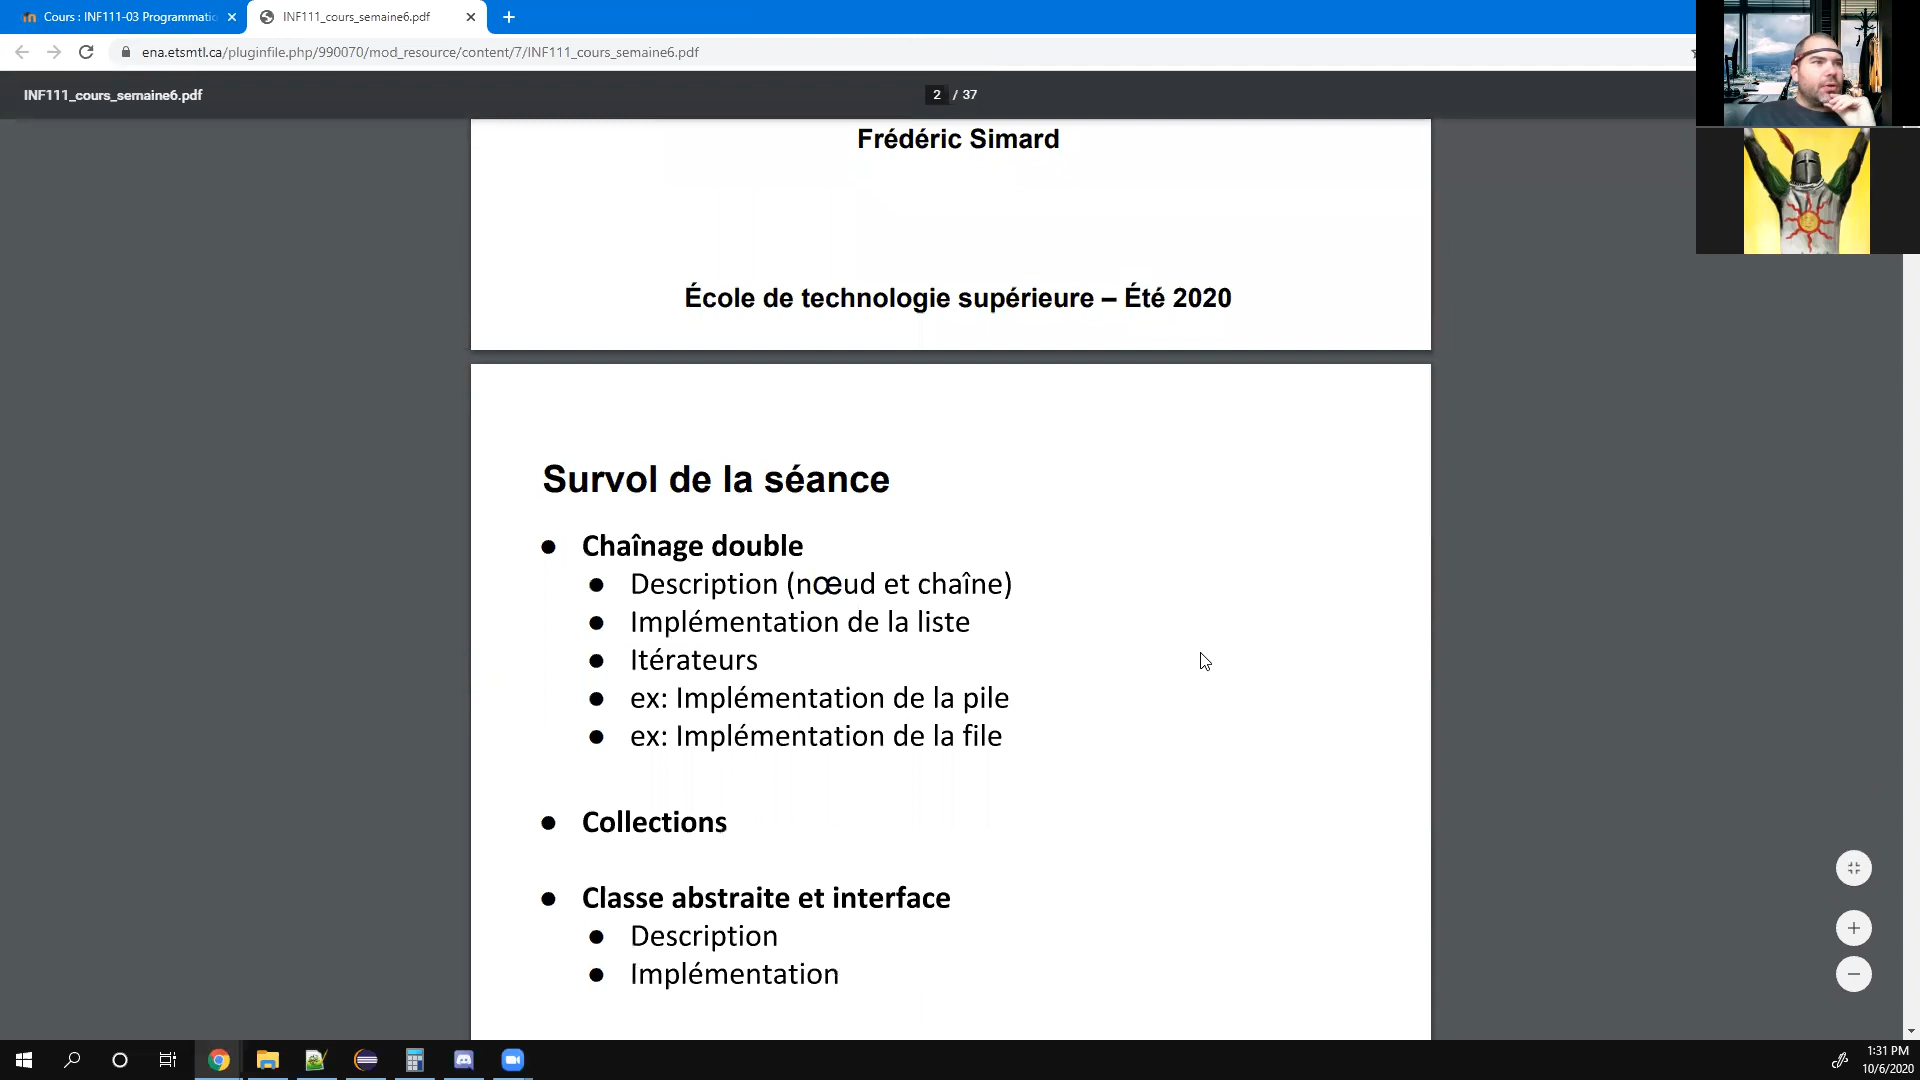 Cours : INF111-03 Programmatio
INF111_cours_semaine6.pdf
ena.etsmtl.ca/pluginfile.php/990070/mod_resource/content/7/INF111_cours_semaine6.pdf
INF111_cours_semaine6.pdf
2 / 37
Frédéric Simard
École de technologie supérieure – Été 2020
Survol de la séance
● Chaînage double
● Description (nœud et chaîne)
● Implémentation de la liste
● Itérateurs
● ex: Implémentation de la pile
● ex: Implémentation de la file
● Collections
● Classe abstraite et interface
● Description
● Implémentation
1:31 PM
10/6/2020